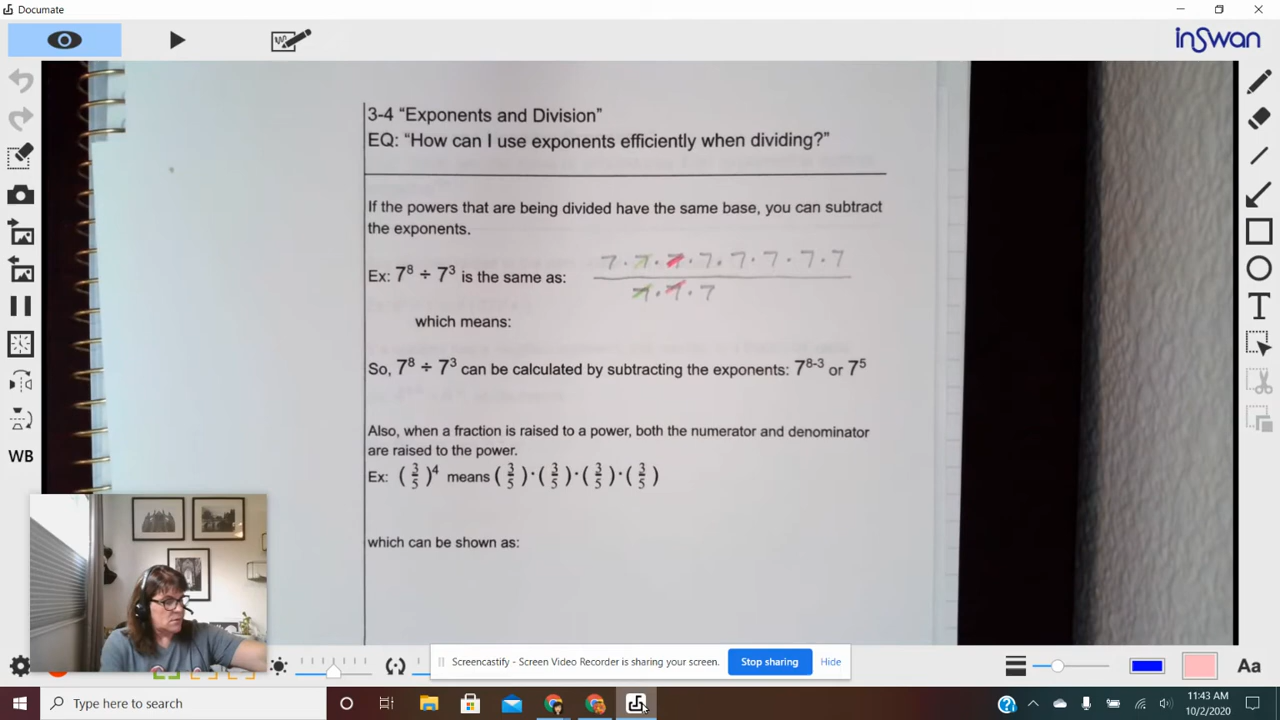 Documate
inSwan
3-4 “Exponents and Division”
EQ: “How can I use exponents efficiently when dividing?”
If the powers that are being divided have the same base, you can subtract
the exponents.
7 · 7 · 7 · 7 · 7 · 7 · 7 · 7
Ex: 7⁸ ÷ 7³ is the same as:
7 · 7 · 7
which means:
So, 7⁸ ÷ 7³ can be calculated by subtracting the exponents: 7⁸⁻³ or 7⁵
Also, when a fraction is raised to a power, both the numerator and denominator
are raised to the power.
Ex: (3/5)⁴ means (3/5)·(3/5)·(3/5)·(3/5)
which can be shown as:
WB
T
Screencastify - Screen Video Recorder is sharing your screen. Stop sharing Hide
Aa
Type here to search
11:43 AM
10/2/2020